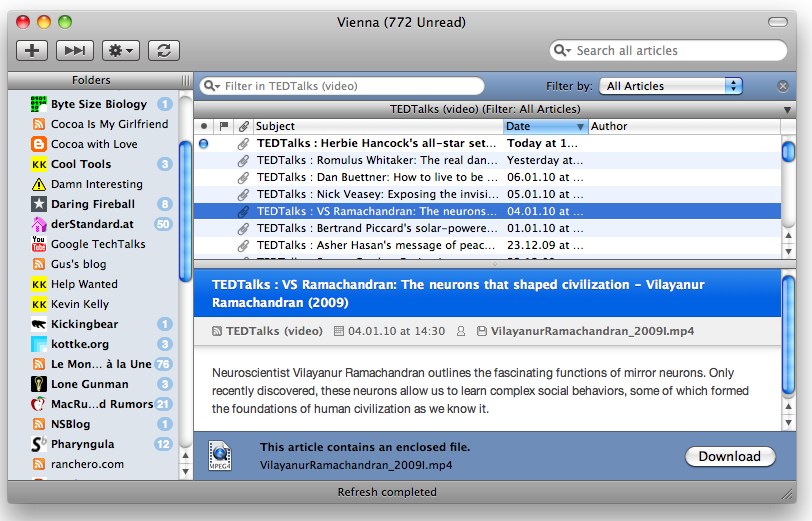 Vienna (772 Unread)
Search all articles
Folders
Byte Size Biology 1
Cocoa Is My Girlfriend
Cocoa with Love
KK Cool Tools 3
Damn Interesting
Daring Fireball 8
derStandard.at 50
You Tube Google TechTalks
Gus's blog
KK Help Wanted
KK Kevin Kelly
Kickingbear 1
kottke.org 1
Le Mon... à la Une 76
Lone Gunman 3
MacRu...d Rumors 21
NSBlog 1
Pharyngula 12
ranchero.com
Filter in TEDTalks (video)
Filter by: All Articles
TEDTalks (video) (Filter: All Articles)
Subject Date Author
TEDTalks : Herbie Hancock's all-star set... Today at 1...
TEDTalks : Romulus Whitaker: The real dan... Yesterday at ...
TEDTalks : Dan Buettner: How to live to be ... 06.01.10 at ...
TEDTalks : Nick Veasey: Exposing the invisi... 05.01.10 at ...
TEDTalks : VS Ramachandran: The neurons... 04.01.10 at ...
TEDTalks : Bertrand Piccard's solar-powere... 04.01.10 at ...
TEDTalks : Asher Hasan's message of peac... 23.12.09 at ...
TEDTalks : VS Ramachandran: The neurons that shaped civilization - Vilayanur
Ramachandran (2009)
TEDTalks (video) 04.01.10 at 14:30 VilayanurRamachandran_2009I.mp4
Neuroscientist Vilayanur Ramachandran outlines the fascinating functions of mirror neurons. Only
recently discovered, these neurons allow us to learn complex social behaviors, some of which formed
the foundations of human civilization as we know it.
MPEG4
This article contains an enclosed file.
VilayanurRamachandran_2009I.mp4
Download
Refresh completed